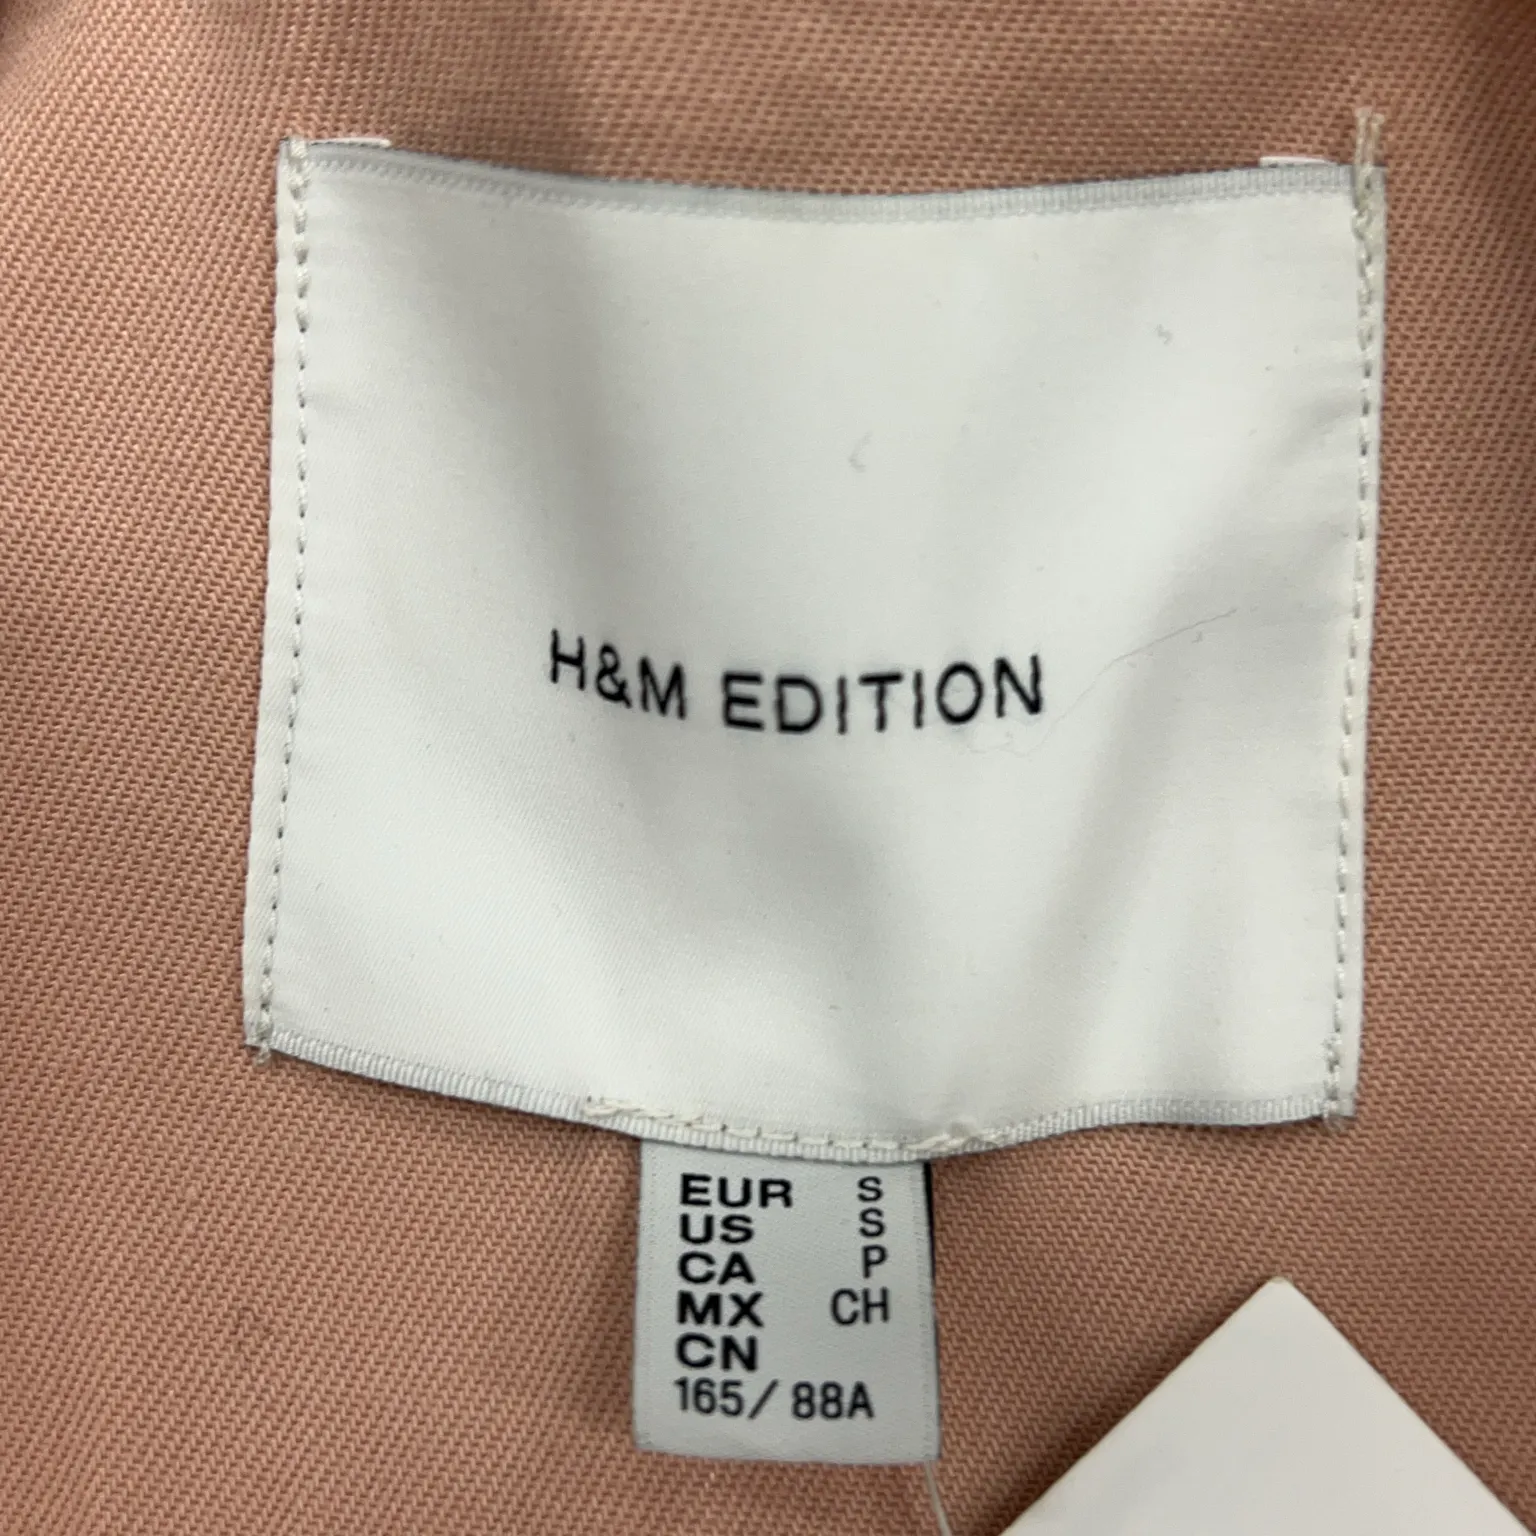 H&M EDITION
EUR S
US S
CA P
MX CH
CN
165/88A